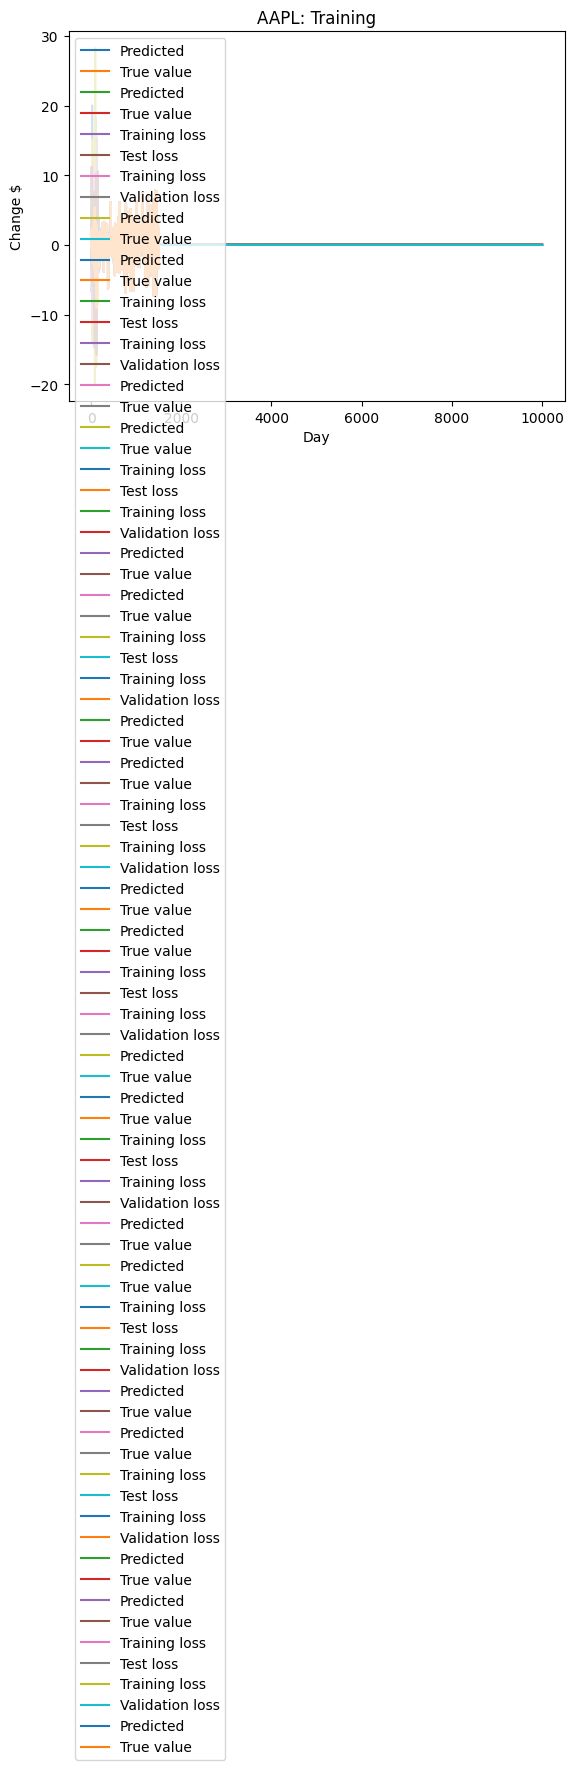 AAPL: Training
Change $
30
20
10
0
−10
−20
0 2000 4000 6000 8000 10000
Day
Predicted
True value
Predicted
True value
Training loss
Test loss
Training loss
Validation loss
Predicted
True value
Predicted
True value
Training loss
Test loss
Training loss
Validation loss
Predicted
True value
Predicted
True value
Training loss
Test loss
Training loss
Validation loss
Predicted
True value
Predicted
True value
Training loss
Test loss
Training loss
Validation loss
Predicted
True value
Predicted
True value
Training loss
Test loss
Training loss
Validation loss
Predicted
True value
Predicted
True value
Training loss
Test loss
Training loss
Validation loss
Predicted
True value
Predicted
True value
Training loss
Test loss
Training loss
Validation loss
Predicted
True value
Predicted
True value
Training loss
Test loss
Training loss
Validation loss
Predicted
True value
Predicted
True value
Training loss
Test loss
Training loss
Validation loss
Predicted
True value
Predicted
True value
Training loss
Test loss
Training loss
Validation loss
Predicted
True value